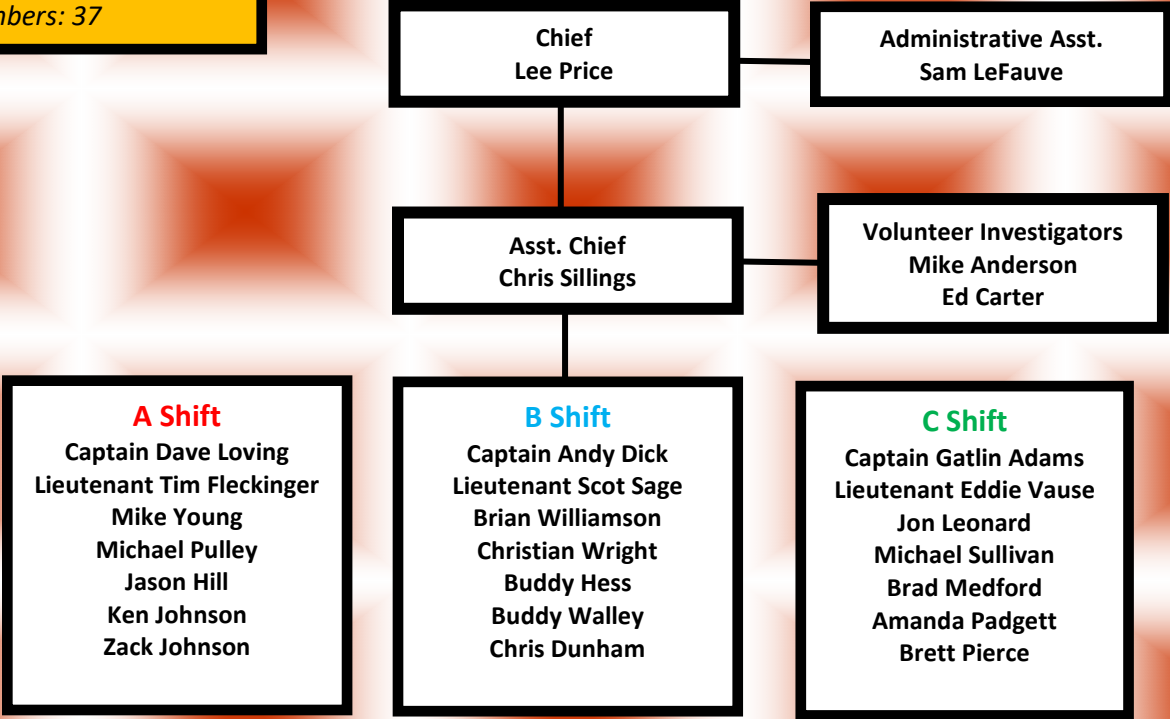 37
Chief
Lee Price
Administrative Asst.
Sam LeFauve
Asst. Chief
Chris Sillings
Volunteer Investigators
Mike Anderson
Ed Carter
A Shift
Captain Dave Loving
Lieutenant Tim Fleckinger
Mike Young
Michael Pulley
Jason Hill
Ken Johnson
Zack Johnson
B Shift
Captain Andy Dick
Lieutenant Scot Sage
Brian Williamson
Christian Wright
Buddy Hess
Buddy Walley
Chris Dunham
C Shift
Captain Gatlin Adams
Lieutenant Eddie Vause
Jon Leonard
Michael Sullivan
Brad Medford
Amanda Padgett
Brett Pierce